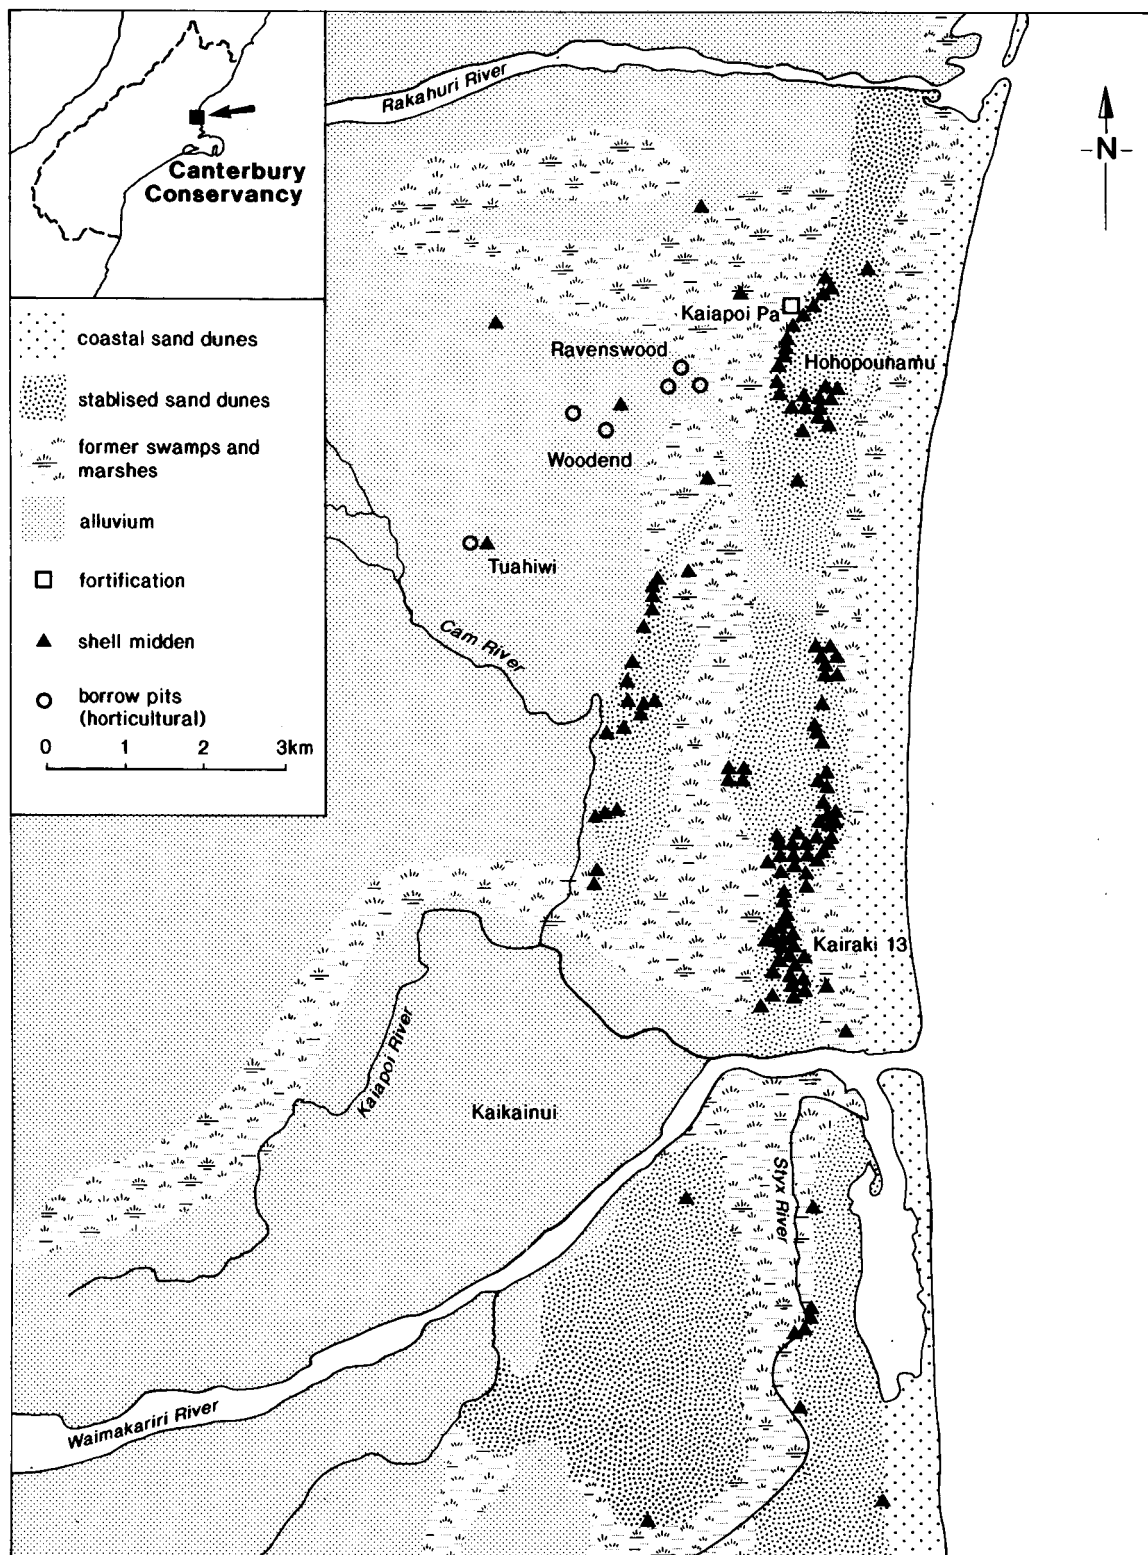 Canterbury
Conservancy
coastal sand dunes
stablised sand dunes
former swamps and
marshes
alluvium
fortification
shell midden
borrow pits
(horticultural)
0 1 2 3km
Rakahuri River
-N-
Kaiapoi Pa
Ravenswood
Hohopounamu
Woodend
Tuahiwi
Cam River
Kairaki 13
Kaiapoi River
Kaikainui
Styx River
Waimakariri River